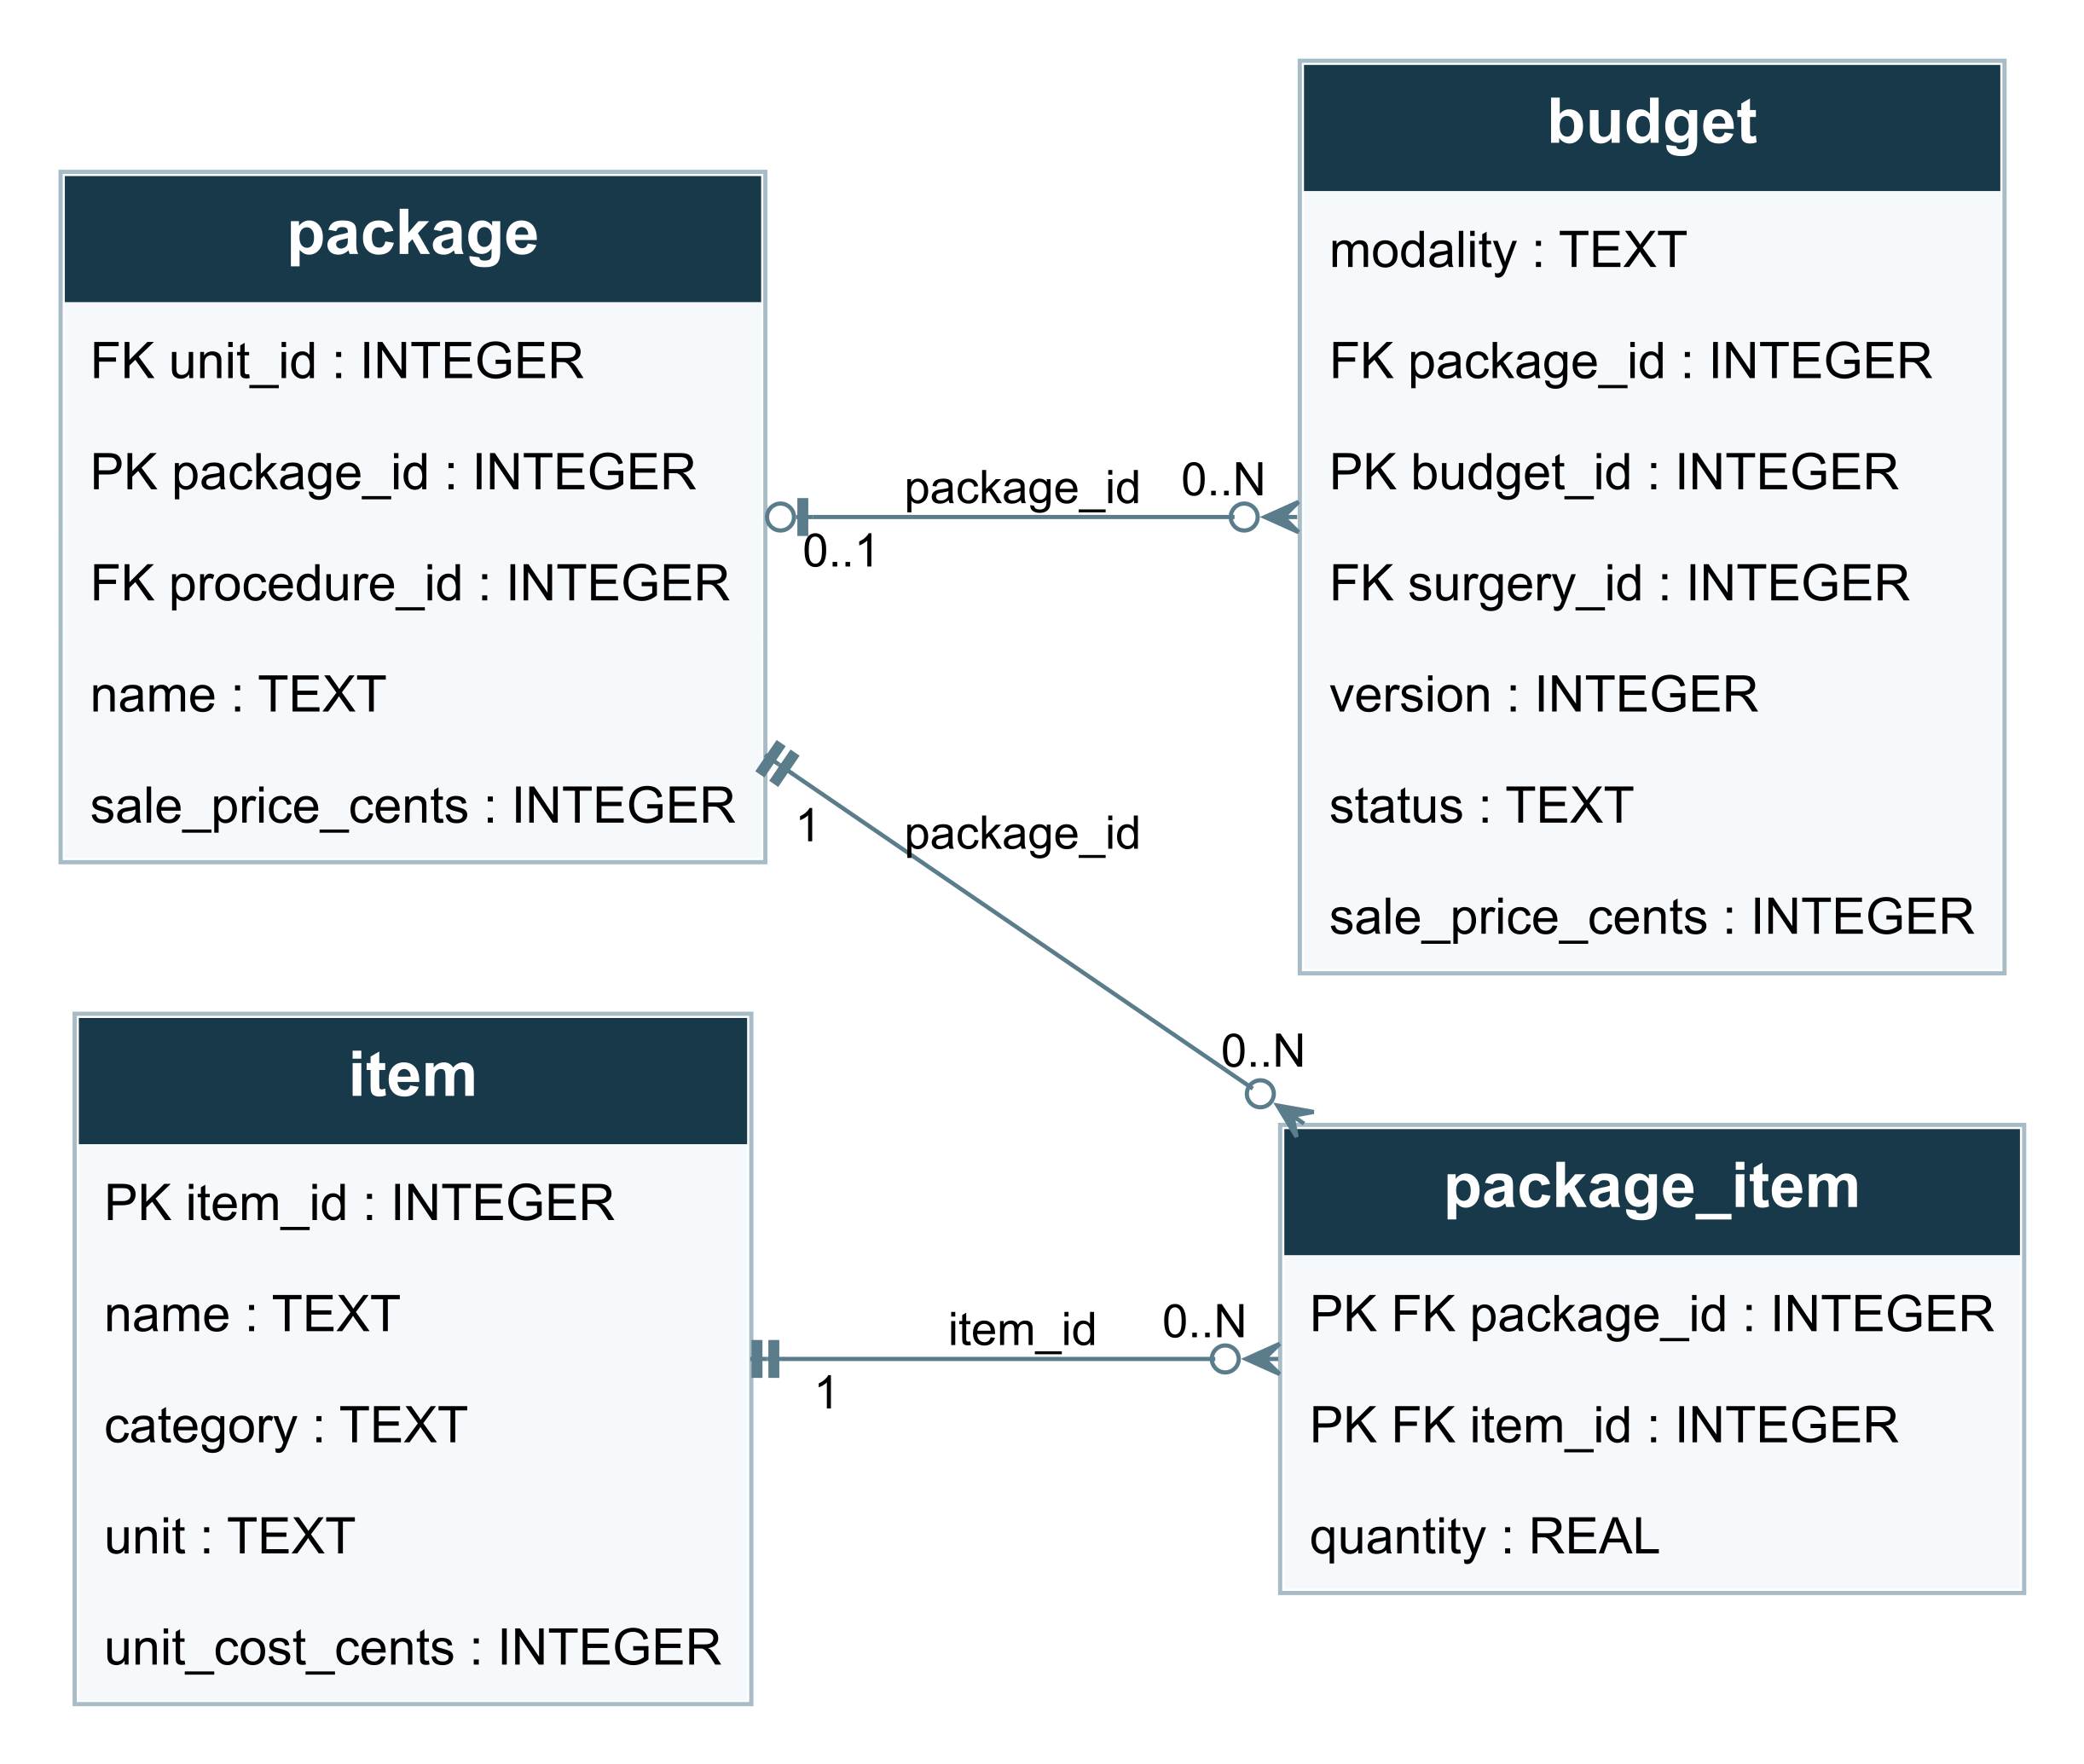 package
FK unit_id : INTEGER
PK package_id : INTEGER
FK procedure_id : INTEGER
name : TEXT
sale_price_cents : INTEGER
budget
modality : TEXT
FK package_id : INTEGER
PK budget_id : INTEGER
FK surgery_id : INTEGER
version : INTEGER
status : TEXT
sale_price_cents : INTEGER
package_id
0..N
0..1
package_id
1
0..N
item
PK item_id : INTEGER
name : TEXT
category : TEXT
unit : TEXT
unit_cost_cents : INTEGER
item_id
0..N
1
package_item
PK FK package_id : INTEGER
PK FK item_id : INTEGER
quantity : REAL